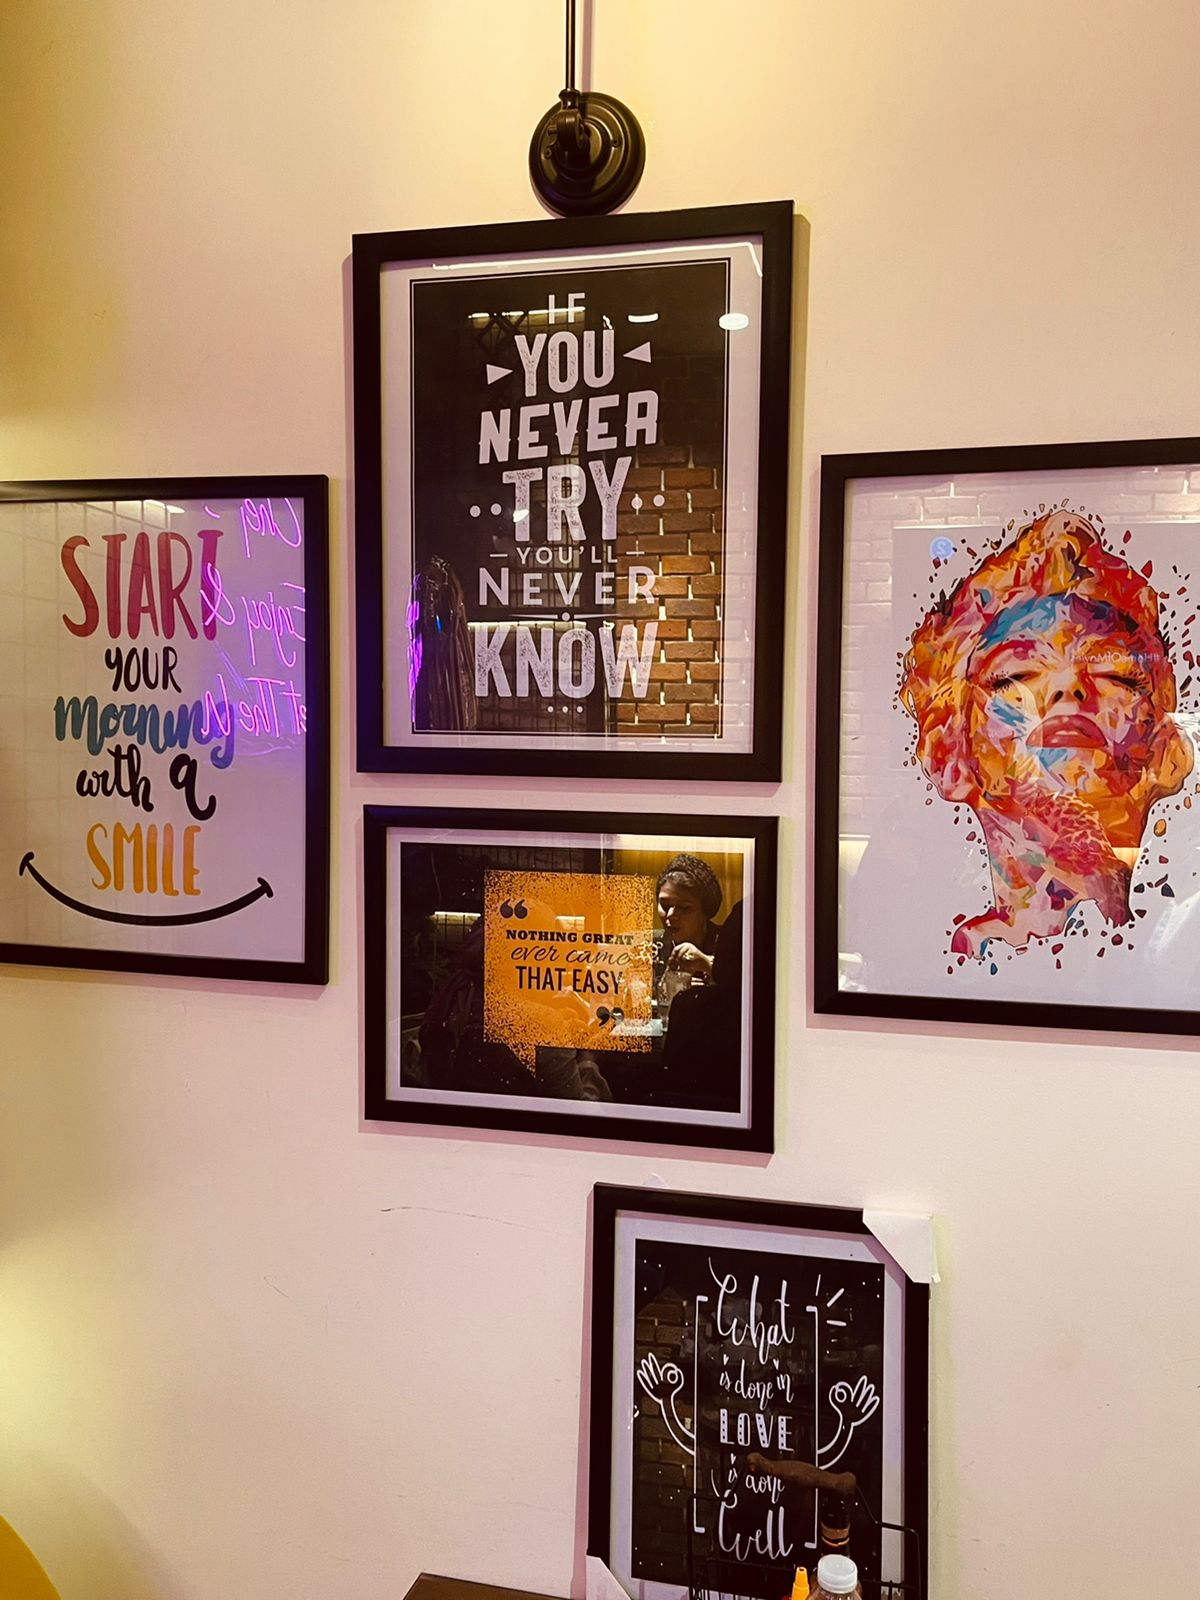 IF
YOU
NEVER
TRY
YOU'LL
NEVER
KNOW
START
YOUR
morning
with a
SMILE
Enjoy &
“ NOTHING GREAT
ever came
THAT EASY ”
What
is done in
LOVE
is done
Well